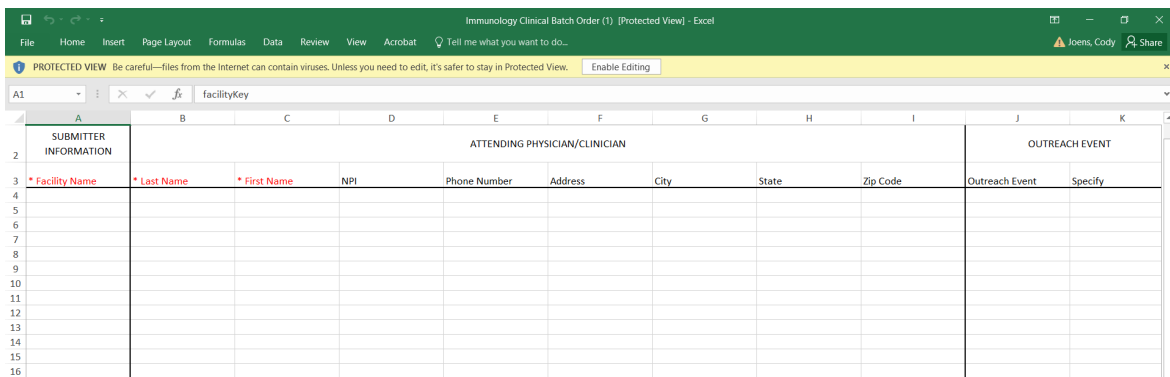 Immunology Clinical Batch Order (1) [Protected View] - Excel
File Home Insert Page Layout Formulas Data Review View Acrobat Tell me what you want to do... Joens, Cody Share
PROTECTED VIEW Be careful—files from the Internet can contain viruses. Unless you need to edit, it's safer to stay in Protected View. Enable Editing
A1 fx facilityKey
A B C D E F G H I J K
2 SUBMITTER INFORMATION ATTENDING PHYSICIAN/CLINICIAN OUTREACH EVENT
3 * Facility Name * Last Name * First Name NPI Phone Number Address City State Zip Code Outreach Event Specify
4
5
6
7
8
9
10
11
12
13
14
15
16